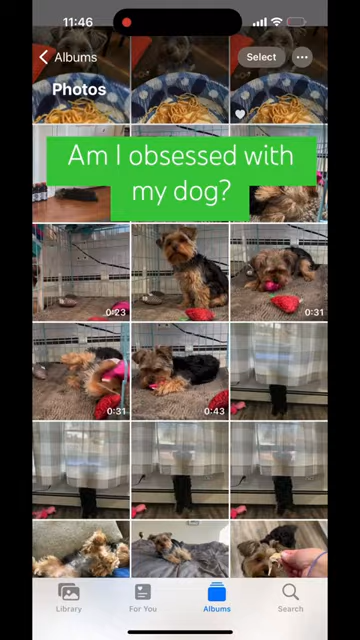 11:46
Albums
Select
Photos
Am I obsessed with
my dog?
0:23
0:31
0:31
0:43
Library
For You
Albums
Search